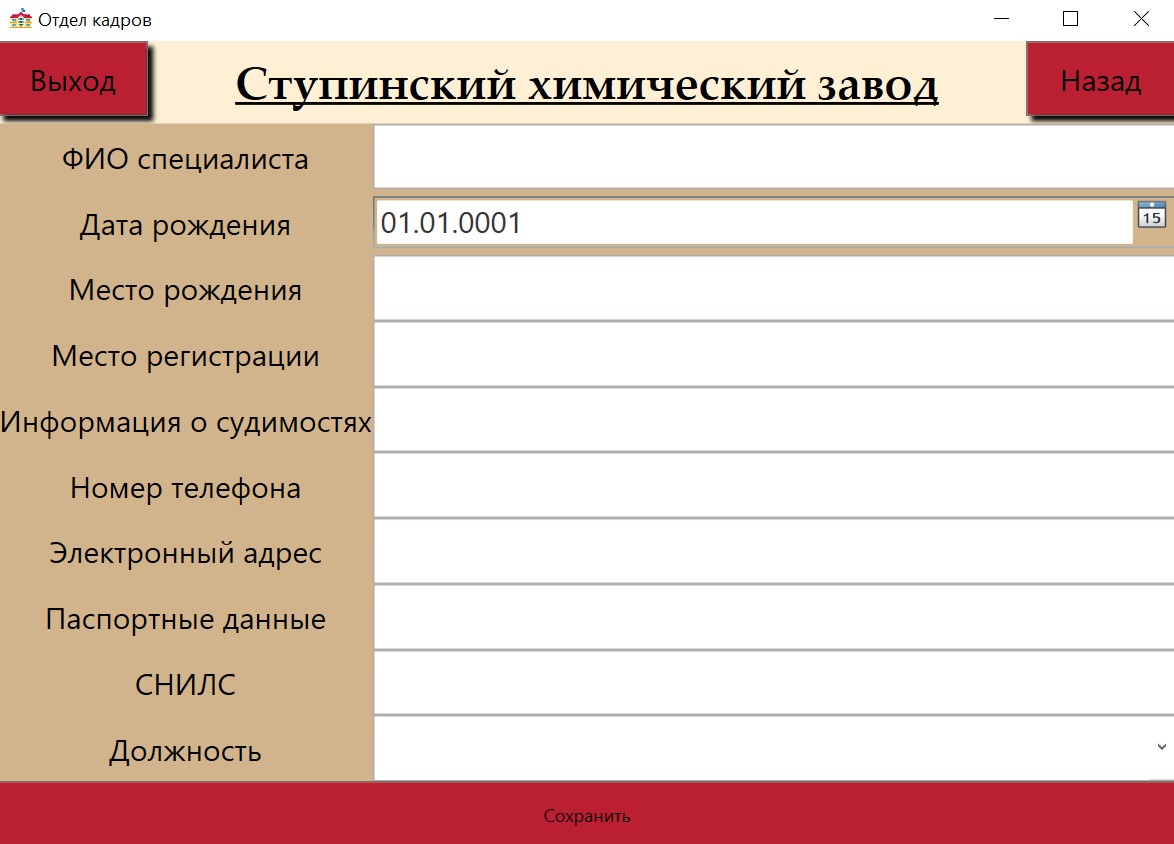 Отдел кадров
Выход
Ступинский химический завод
Назад
ФИО специалиста
Дата рождения
01.01.0001
15
Место рождения
Место регистрации
Информация о судимостях
Номер телефона
Электронный адрес
Паспортные данные
СНИЛС
Должность
Сохранить